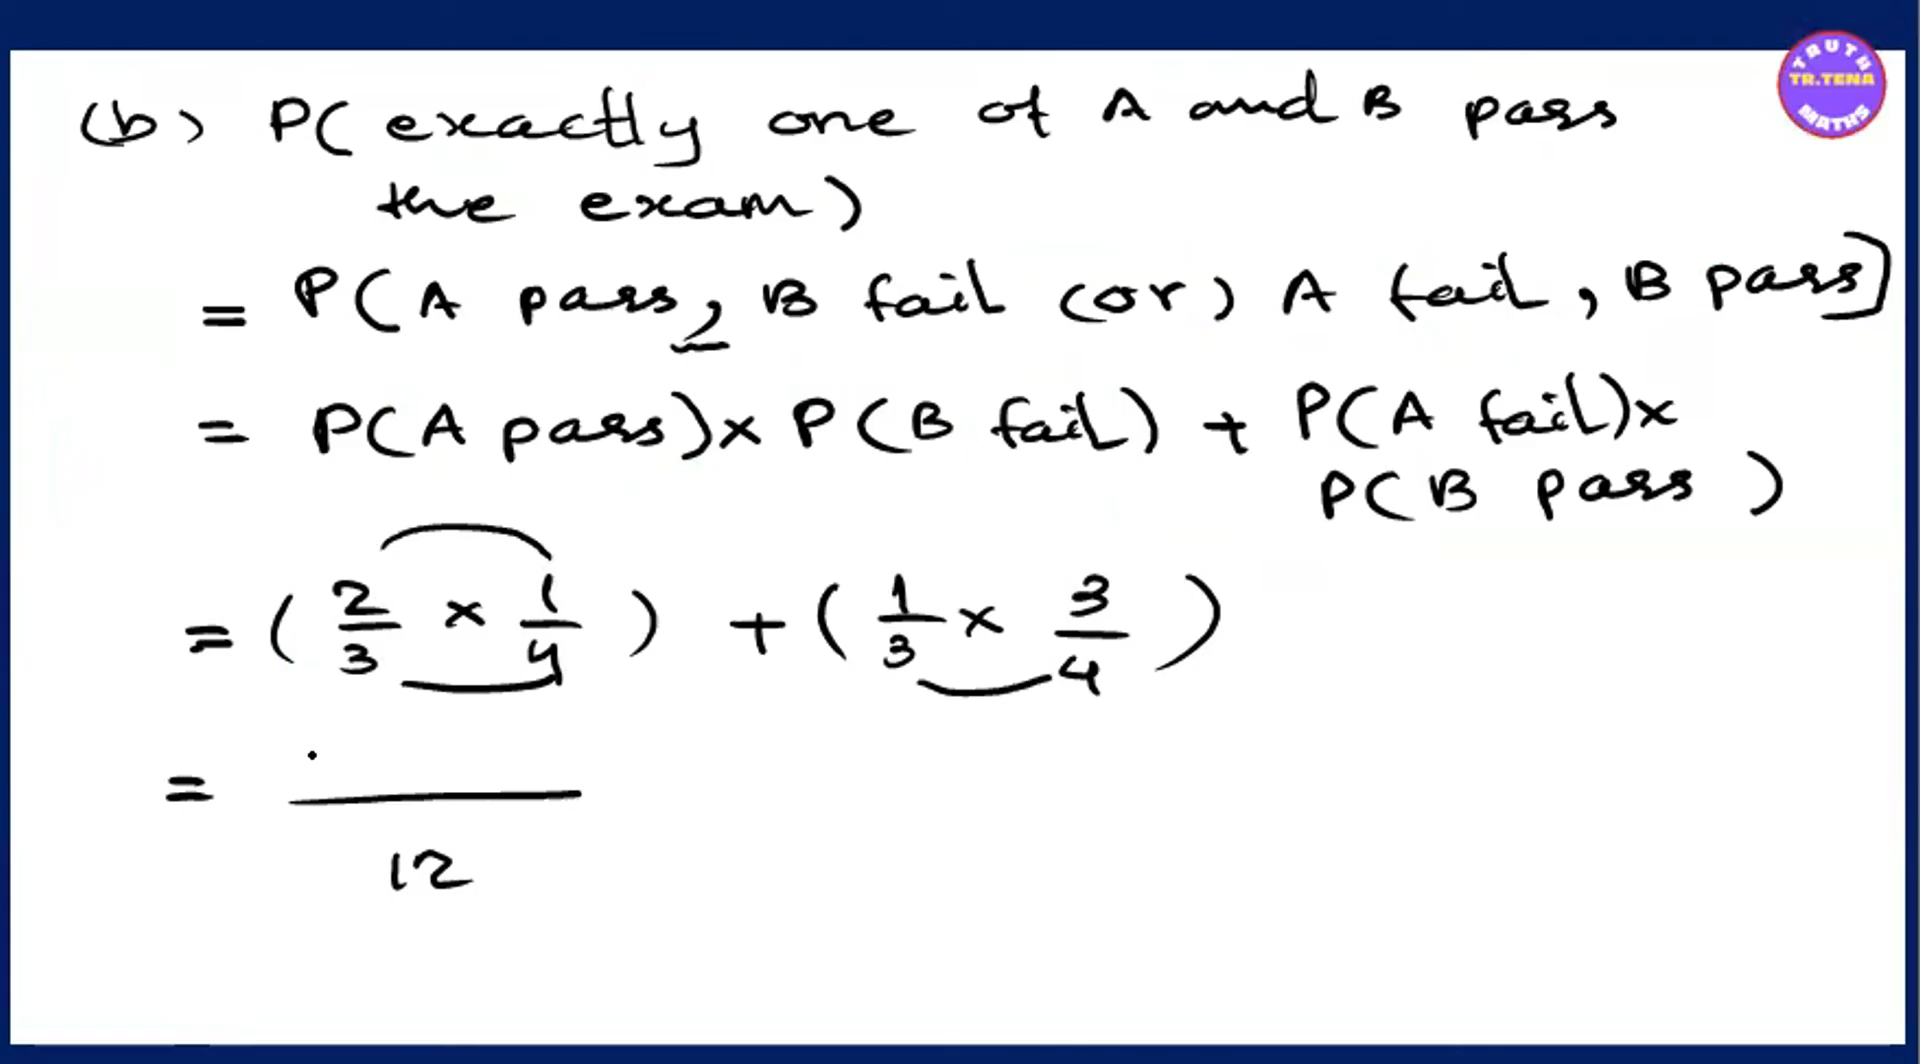 TRUTH
TR.TENA
MATHS
(b) P( exactly one of A and B pass
the exam)
= P(A pass, B fail (or) A fail, B pass]
= P(A pass)x P(B fail) + P(A fail)x
P(B pass )
= ( 2/3 x 1/4 ) + ( 1/3 x 3/4 )
= /12